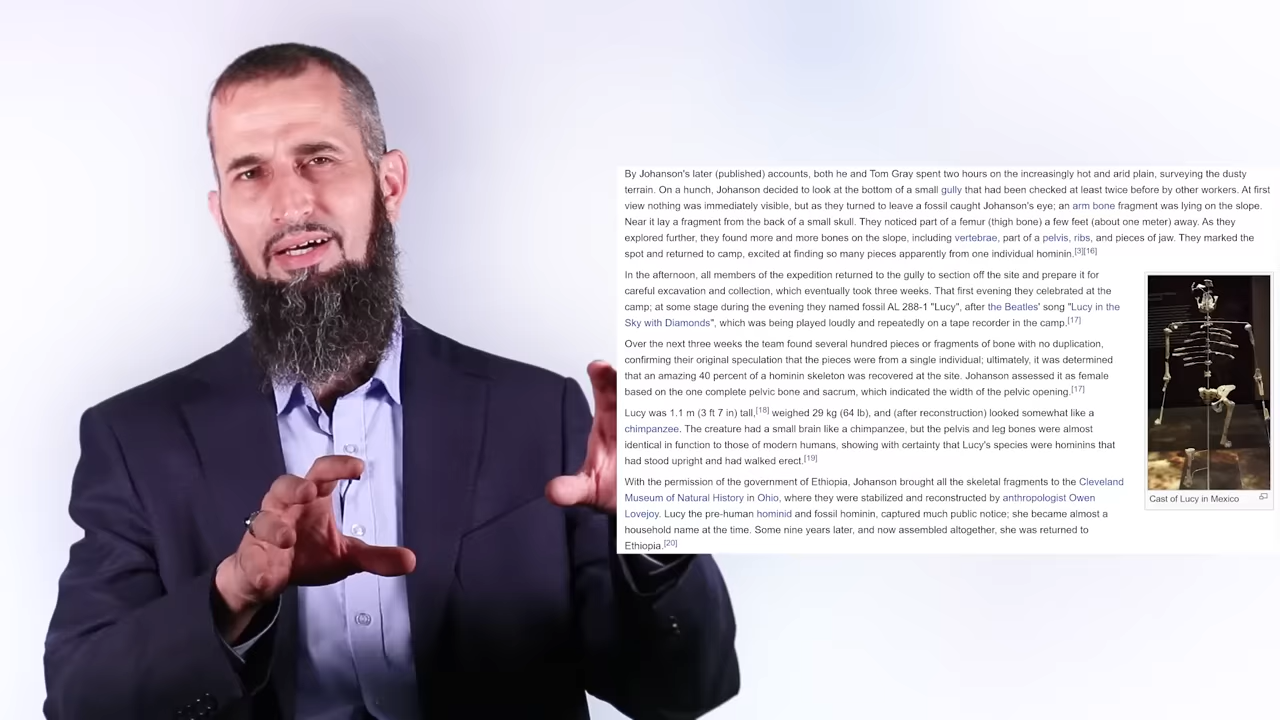 By Johanson's later (published) accounts, both he and Tom Gray spent two hours on the increasingly hot and arid plain, surveying the dusty
terrain. On a hunch, Johanson decided to look at the bottom of a small gully that had been checked at least twice before by other workers. At first
view nothing was immediately visible, but as they turned to leave a fossil caught Johanson's eye; an arm bone fragment was lying on the slope.
Near it lay a fragment from the back of a small skull. They noticed part of a femur (thigh bone) a few feet (about one meter) away. As they
explored further, they found more and more bones on the slope, including vertebrae, part of a pelvis, ribs, and pieces of jaw. They marked the
spot and returned to camp, excited at finding so many pieces apparently from one individual hominin.[3][16]
In the afternoon, all members of the expedition returned to the gully to section off the site and prepare it for
careful excavation and collection, which eventually took three weeks. That first evening they celebrated at the
camp; at some stage during the evening they named fossil AL 288-1 "Lucy", after the Beatles' song "Lucy in the
Sky with Diamonds", which was being played loudly and repeatedly on a tape recorder in the camp.[17]
Over the next three weeks the team found several hundred pieces or fragments of bone with no duplication,
confirming their original speculation that the pieces were from a single individual; ultimately, it was determined
that an amazing 40 percent of a hominin skeleton was recovered at the site. Johanson assessed it as female
based on the one complete pelvic bone and sacrum, which indicated the width of the pelvic opening.[17]
Lucy was 1.1 m (3 ft 7 in) tall,[18] weighed 29 kg (64 lb), and (after reconstruction) looked somewhat like a
chimpanzee. The creature had a small brain like a chimpanzee, but the pelvis and leg bones were almost
identical in function to those of modern humans, showing with certainty that Lucy's species were hominins that
had stood upright and had walked erect.[19]
With the permission of the government of Ethiopia, Johanson brought all the skeletal fragments to the Cleveland
Museum of Natural History in Ohio, where they were stabilized and reconstructed by anthropologist Owen
Lovejoy. Lucy the pre-human hominid and fossil hominin, captured much public notice; she became almost a
household name at the time. Some nine years later, and now assembled altogether, she was returned to
Ethiopia.[20]
Cast of Lucy in Mexico